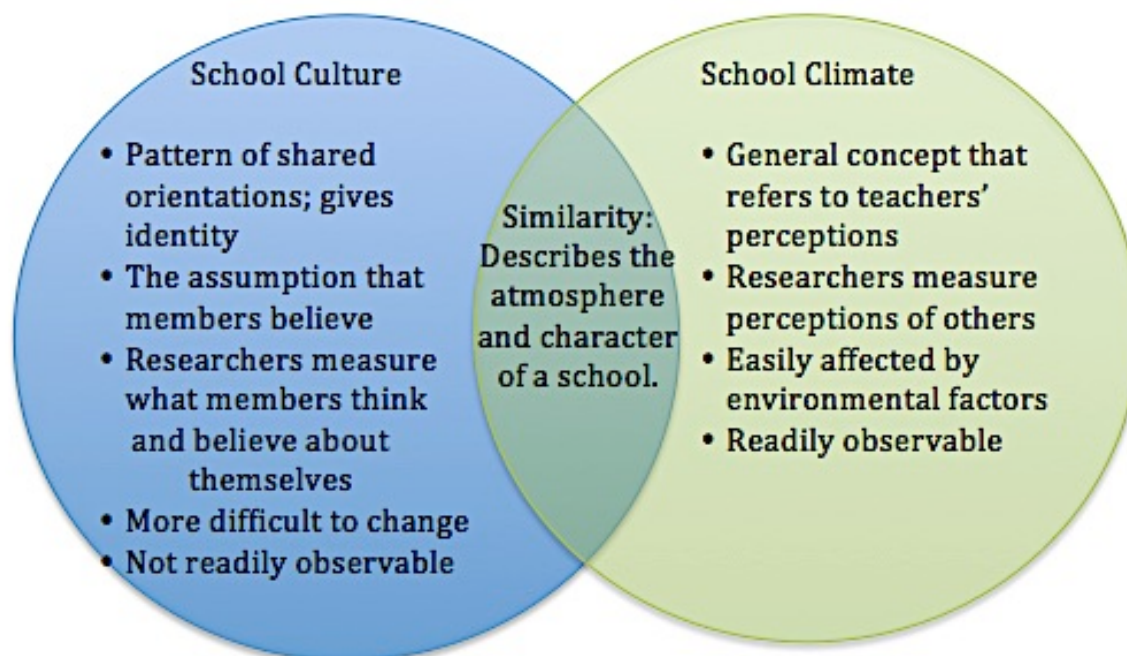 School Culture
• Pattern of shared
orientations; gives
identity
• The assumption that
members believe
• Researchers measure
what members think
and believe about
themselves
• More difficult to change
• Not readily observable
Similarity:
Describes the
atmosphere
and character
of a school.
School Climate
• General concept that
refers to teachers’
perceptions
• Researchers measure
perceptions of others
• Easily affected by
environmental factors
• Readily observable